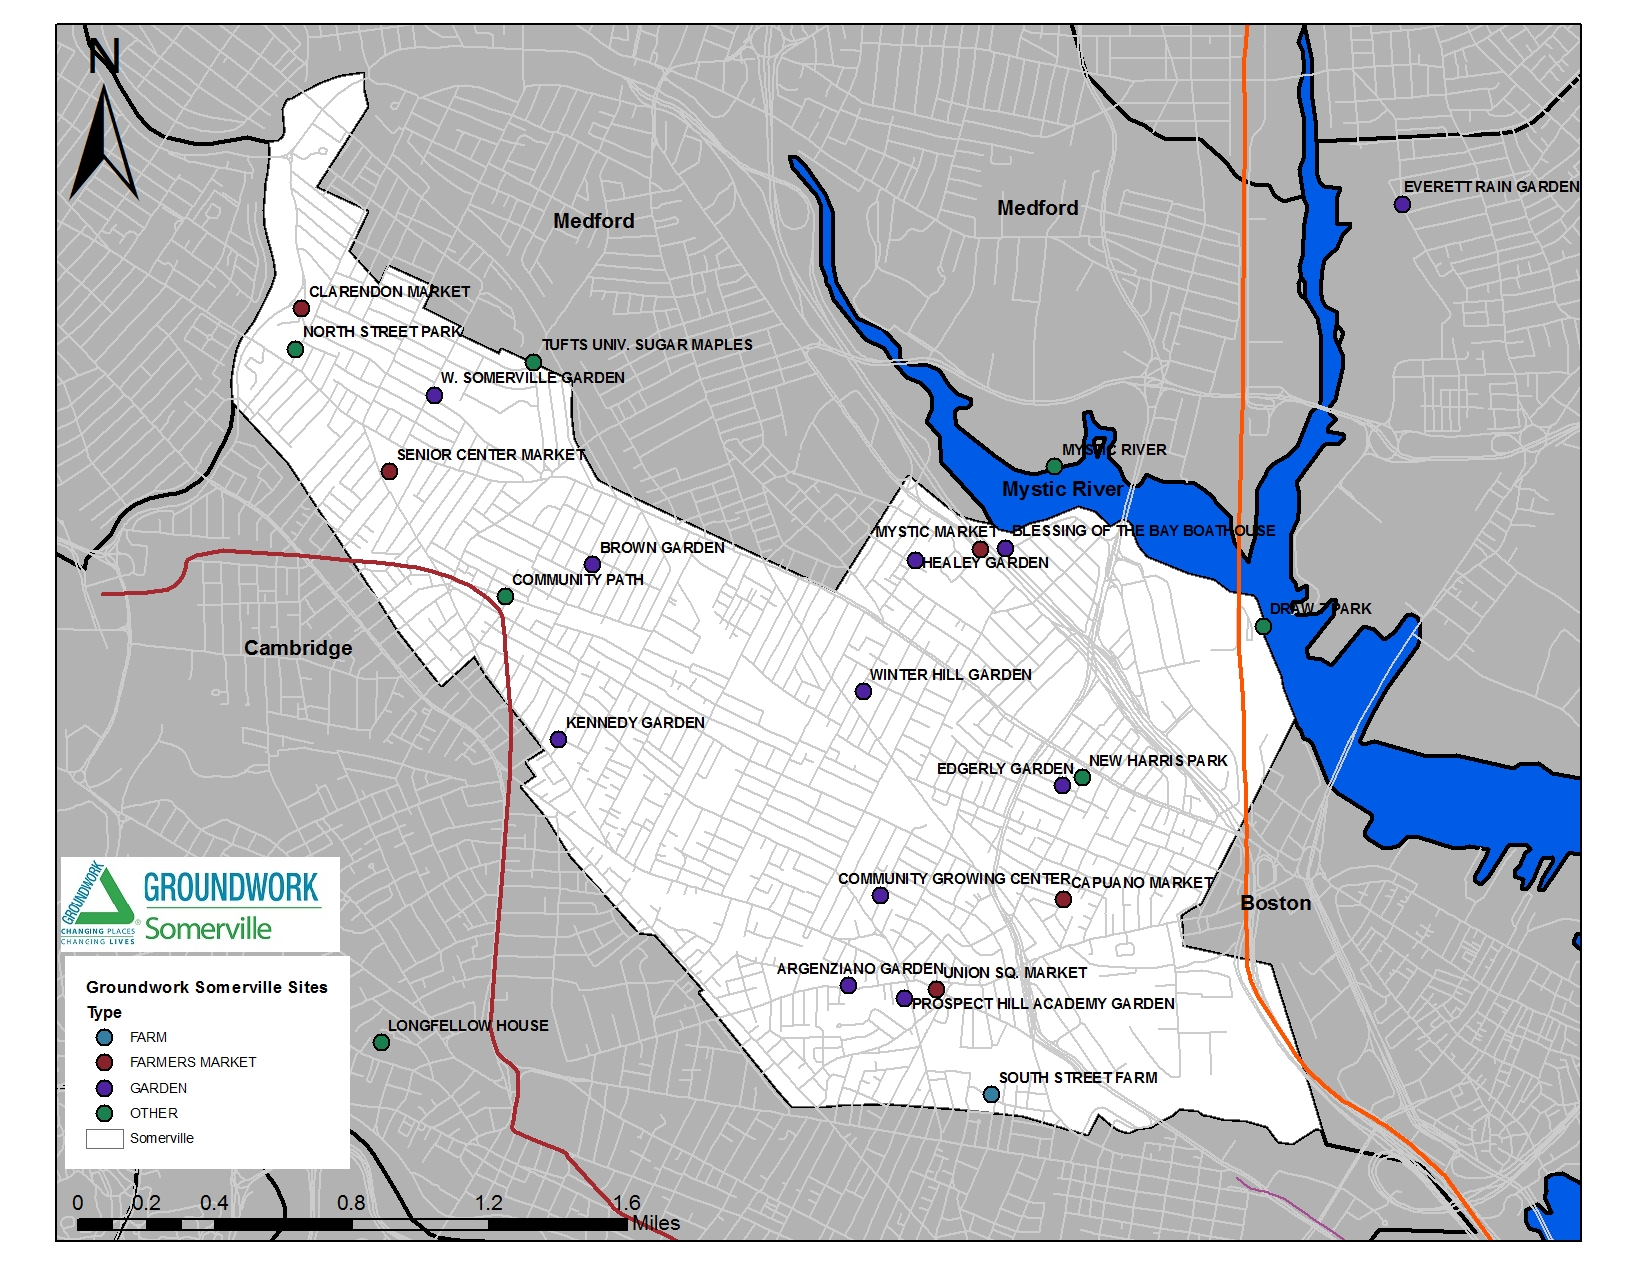 N
Medford
Medford
EVERETT RAIN GARDEN
CLARENDON MARKET
NORTH STREET PARK
TUFTS UNIV. SUGAR MAPLES
W. SOMERVILLE GARDEN
SENIOR CENTER MARKET
MYSTIC RIVER
Mystic River
MYSTIC MARKET
BLESSING OF THE BAY BOATHOUSE
HEALEY GARDEN
BROWN GARDEN
COMMUNITY PATH
DRAW 7 PARK
Cambridge
WINTER HILL GARDEN
KENNEDY GARDEN
EDGERLY GARDEN
NEW HARRIS PARK
COMMUNITY GROWING CENTER
CAPUANO MARKET
Boston
ARGENZIANO GARDEN
UNION SQ. MARKET
PROSPECT HILL ACADEMY GARDEN
LONGFELLOW HOUSE
SOUTH STREET FARM
GROUNDWORK
CHANGING PLACES
CHANGING LIVES
®
GROUNDWORK
Somerville
Groundwork Somerville Sites
Type
FARM
FARMERS MARKET
GARDEN
OTHER
Somerville
0 0.2 0.4 0.8 1.2 1.6
Miles